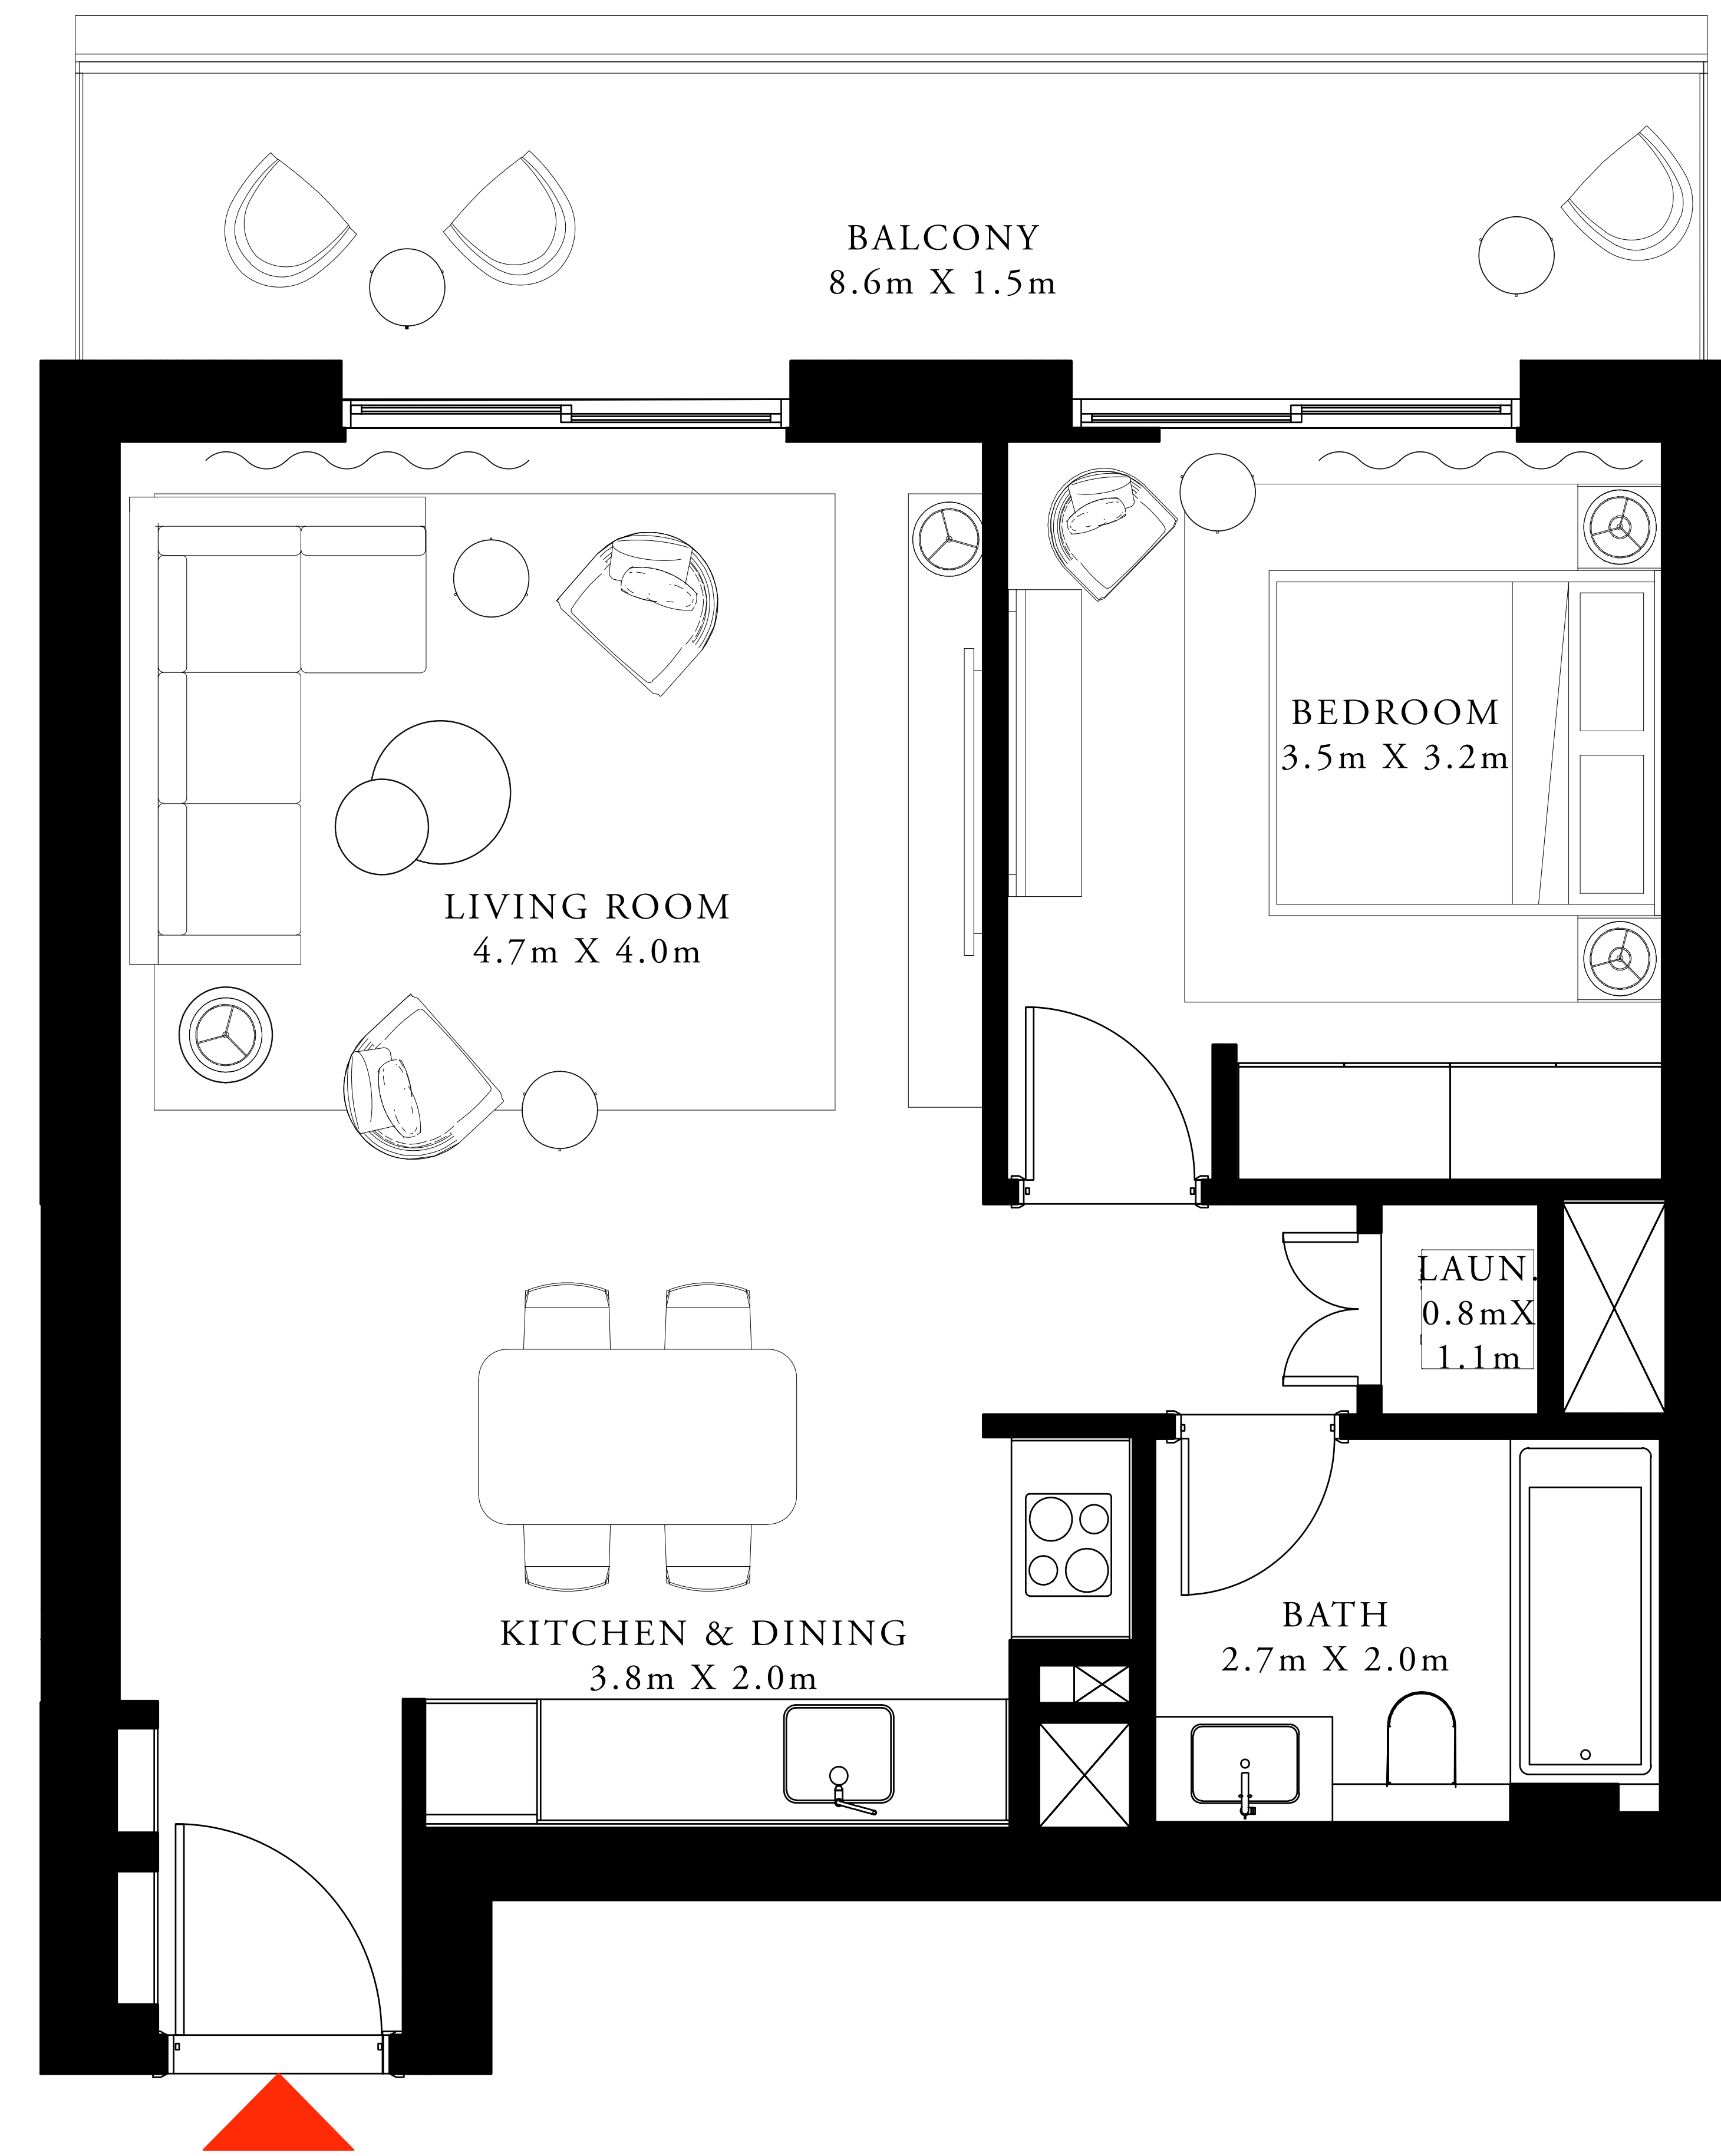 BALCONY
8.6m X 1.5m
BEDROOM
3.5m X 3.2m
LIVING ROOM
4.7m X 4.0m
LAUN.
0.8mX
1.1m
KITCHEN & DINING
3.8m X 2.0m
BATH
2.7m X 2.0m